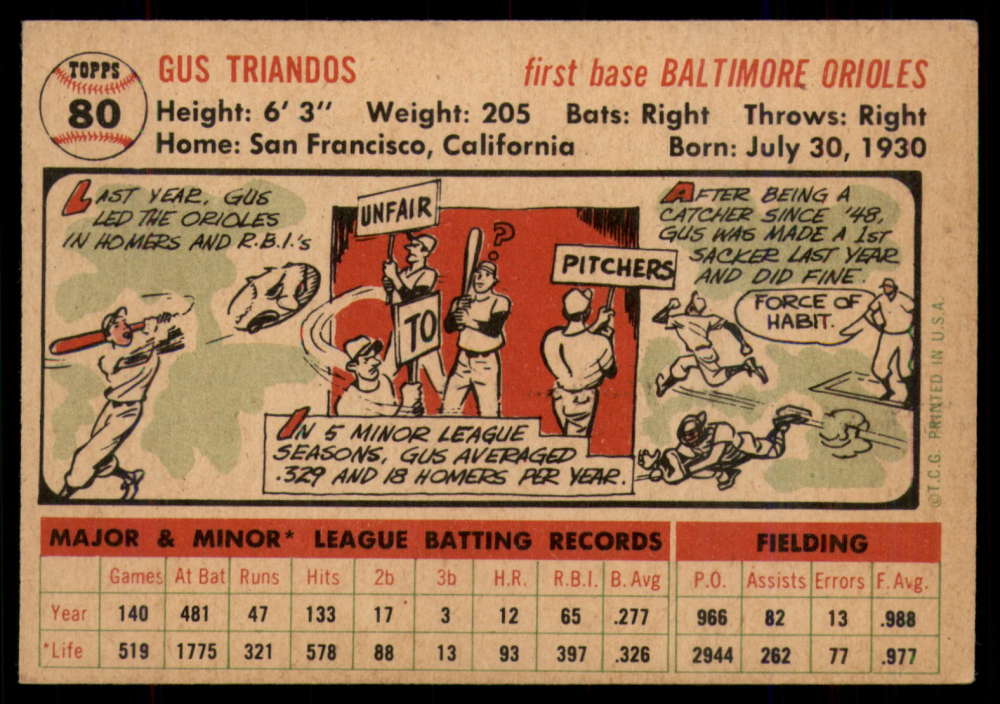 TOPPS
80
GUS TRIANDOS
first base BALTIMORE ORIOLES
Height: 6' 3" Weight: 205 Bats: Right Throws: Right
Home: San Francisco, California Born: July 30, 1930
LAST YEAR, GUS
LED THE ORIOLES
IN HOMERS AND R.B.I.'s
UNFAIR
TO
PITCHERS
?
IN 5 MINOR LEAGUE
SEASONS, GUS AVERAGED
.329 AND 18 HOMERS PER YEAR.
AFTER BEING A
CATCHER SINCE '48,
GUS WAS MADE A 1ST
SACKER LAST YEAR
AND DID FINE.
FORCE OF
HABIT.
©T.C.G. PRINTED IN U.S.A.
MAJOR & MINOR* LEAGUE BATTING RECORDS FIELDING
Games At Bat Runs Hits 2b 3b H.R. R.B.I. B. Avg P.O. Assists Errors F. Avg.
Year 140 481 47 133 17 3 12 65 .277 966 82 13 .988
*Life 519 1775 321 578 88 13 93 397 .326 2944 262 77 .977